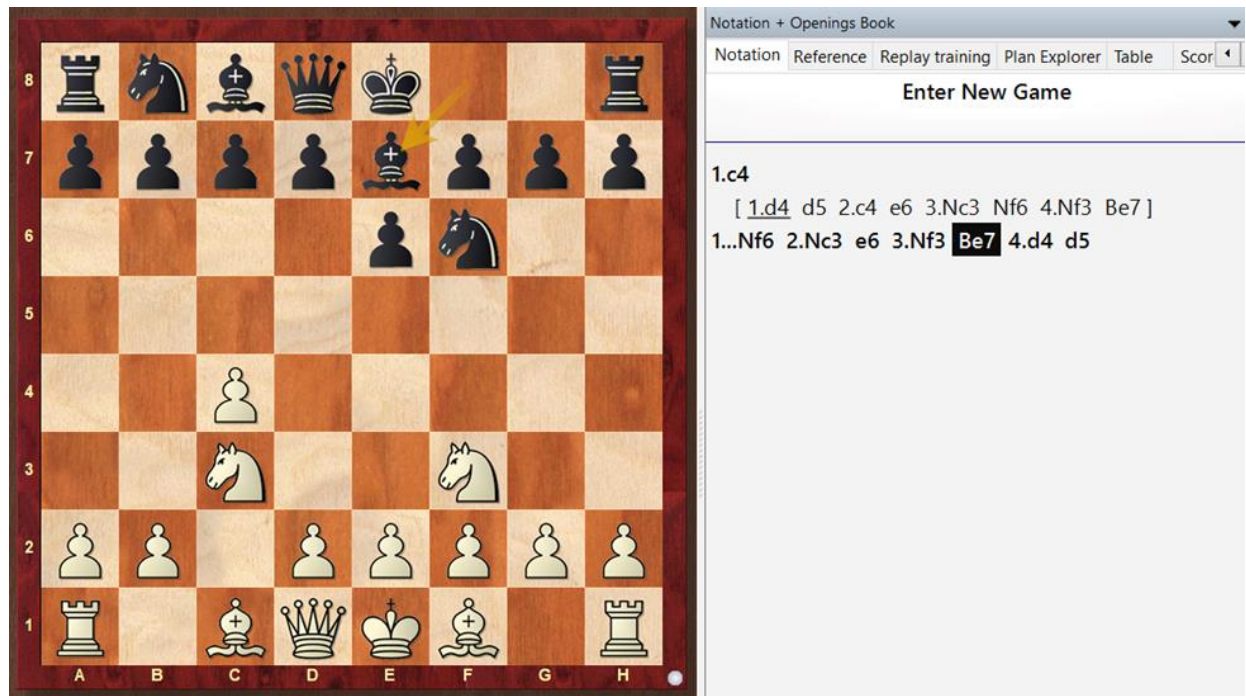 Notation + Openings Book
Notation Reference Replay training Plan Explorer Table Scor
Enter New Game
1.c4
[ 1.d4 d5 2.c4 e6 3.Nc3 Nf6 4.Nf3 Be7 ]
1...Nf6 2.Nc3 e6 3.Nf3 Be7 4.d4 d5
8
7
6
5
4
3
2
1
A B C D E F G H